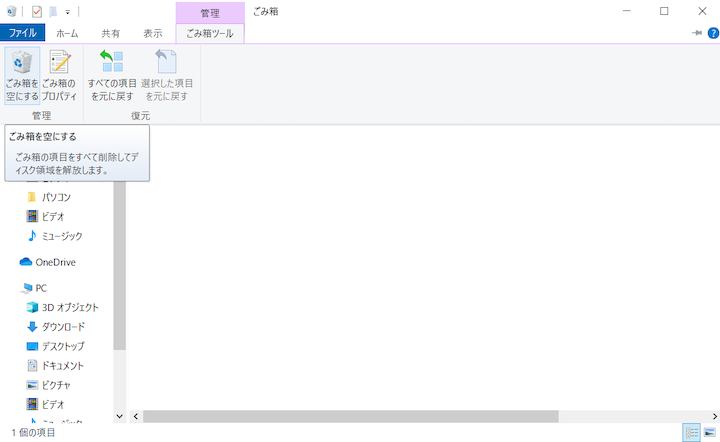 管理
ごみ箱
ファイル
ホーム
共有
表示
ごみ箱ツール
ごみ箱を
空にする
ごみ箱の
プロパティ
すべての項目
を元に戻す
選択した項目
を元に戻す
管理
復元
ごみ箱を空にする
ごみ箱の項目をすべて削除してデ
ィスク領域を解放します。
パソコン
ビデオ
ミュージック
OneDrive
PC
3D オブジェクト
ダウンロード
デスクトップ
ドキュメント
ピクチャ
ビデオ
1 個の項目